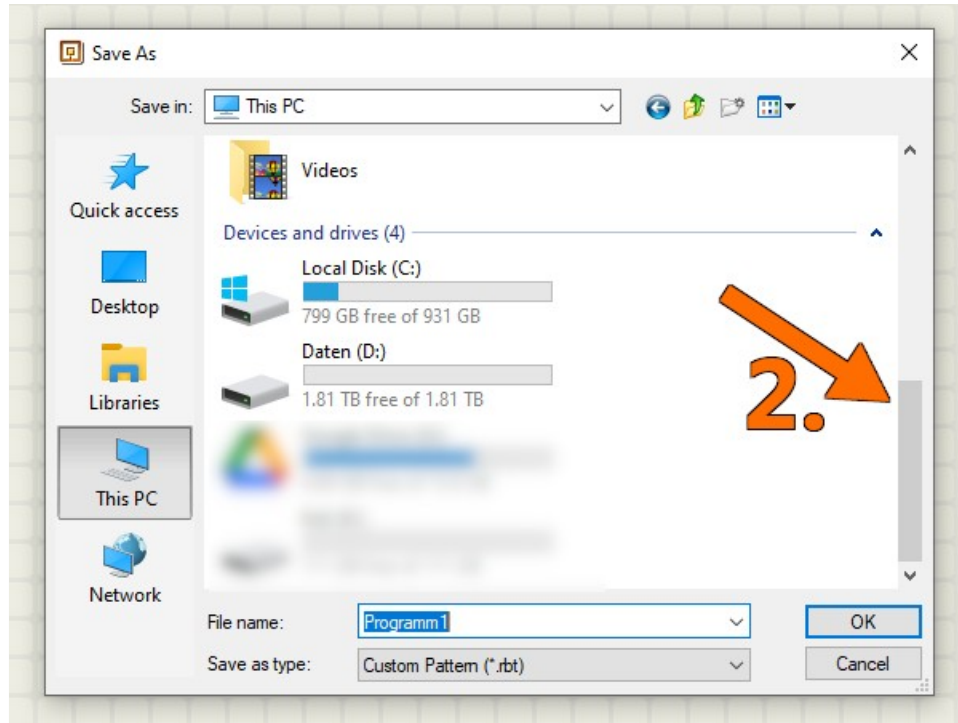 Save As
Save in:
This PC
Quick access
Desktop
Libraries
This PC
Network
Videos
Devices and drives (4)
Local Disk (C:)
799 GB free of 931 GB
Daten (D:)
1.81 TB free of 1.81 TB
2.
File name:
Programm1
OK
Save as type:
Custom Pattern (*.rbt)
Cancel